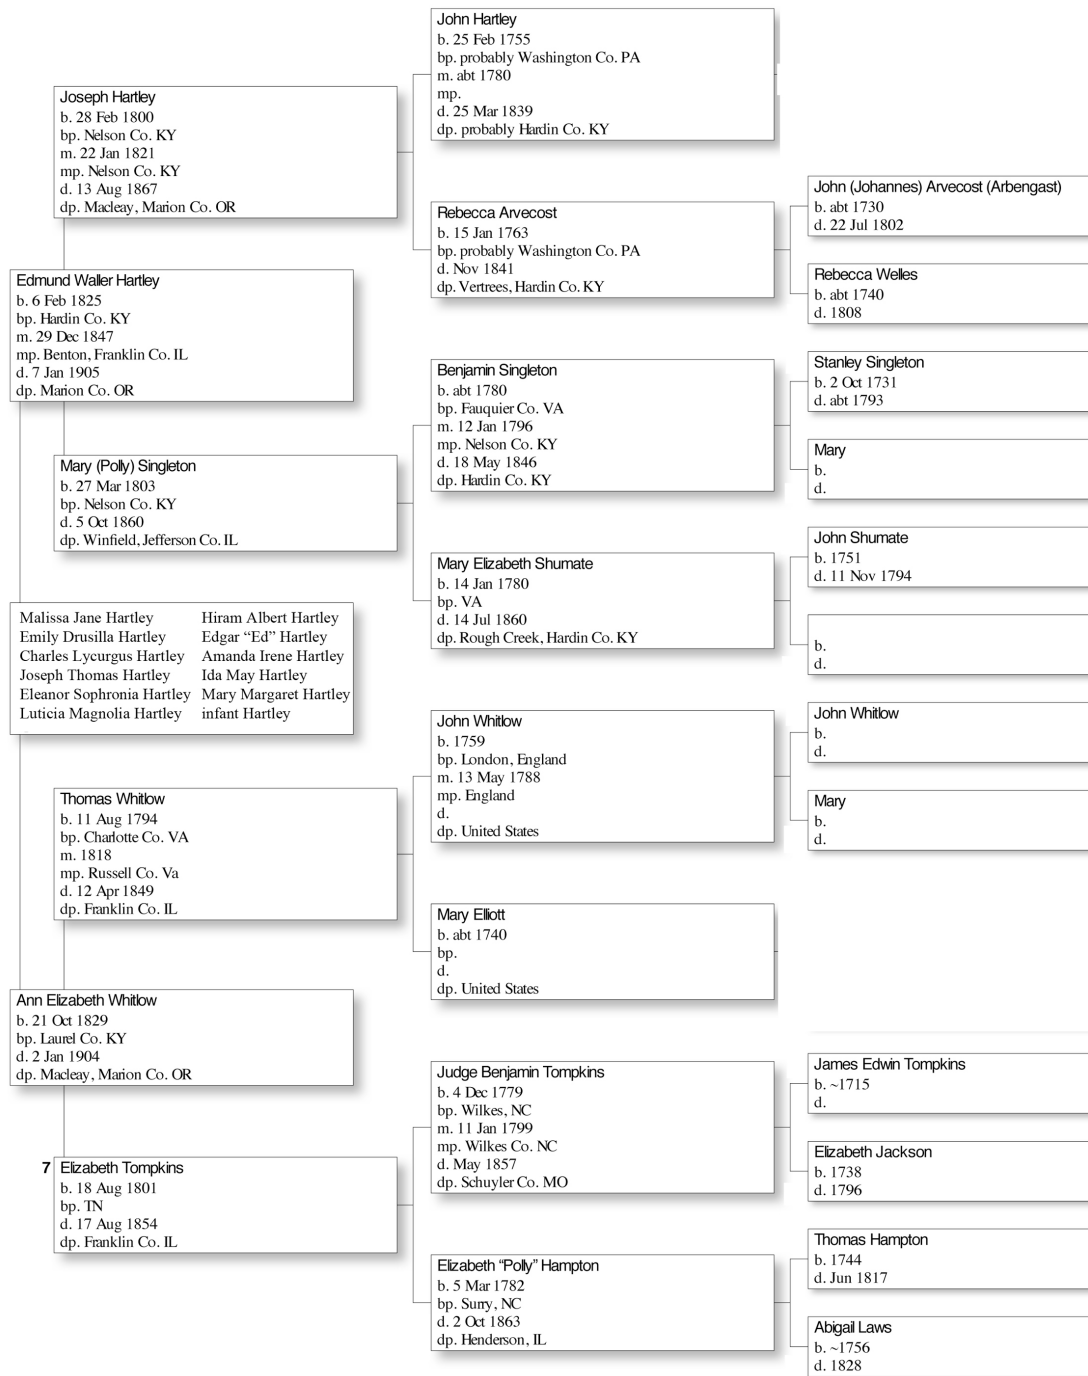 John Hartley
b. 25 Feb 1755
bp. probably Washington Co. PA
m. abt 1780
mp.
d. 25 Mar 1839
dp. probably Hardin Co. KY
Joseph Hartley
b. 28 Feb 1800
bp. Nelson Co. KY
m. 22 Jan 1821
mp. Nelson Co. KY
d. 13 Aug 1867
dp. Macleay, Marion Co. OR
John (Johannes) Arvecost (Arbengast)
b. abt 1730
d. 22 Jul 1802
Rebecca Arvecost
b. 15 Jan 1763
bp. probably Washington Co. PA
d. Nov 1841
dp. Vertrees, Hardin Co. KY
Rebecca Welles
b. abt 1740
d. 1808
Edmund Waller Hartley
b. 6 Feb 1825
bp. Hardin Co. KY
m. 29 Dec 1847
mp. Benton, Franklin Co. IL
d. 7 Jan 1905
dp. Marion Co. OR
Stanley Singleton
b. 2 Oct 1731
d. abt 1793
Benjamin Singleton
b. abt 1780
bp. Fauquier Co. VA
m. 12 Jan 1796
mp. Nelson Co. KY
d. 18 May 1846
dp. Hardin Co. KY
Mary
b.
d.
Mary (Polly) Singleton
b. 27 Mar 1803
bp. Nelson Co. KY
d. 5 Oct 1860
dp. Winfield, Jefferson Co. IL
John Shumate
b. 1751
d. 11 Nov 1794
Mary Elizabeth Shumate
b. 14 Jan 1780
bp. VA
d. 14 Jul 1860
dp. Rough Creek, Hardin Co. KY
b.
d.
Malissa Jane Hartley Hiram Albert Hartley
Emily Drusilla Hartley Edgar “Ed” Hartley
Charles Lycurgus Hartley Amanda Irene Hartley
Joseph Thomas Hartley Ida May Hartley
Eleanor Sophronia Hartley Mary Margaret Hartley
Luticia Magnolia Hartley infant Hartley
John Whitlow
b.
d.
John Whitlow
b. 1759
bp. London, England
m. 13 May 1788
mp. England
d.
dp. United States
Mary
b.
d.
Thomas Whitlow
b. 11 Aug 1794
bp. Charlotte Co. VA
m. 1818
mp. Russell Co. Va
d. 12 Apr 1849
dp. Franklin Co. IL
Mary Elliott
b. abt 1740
bp.
d.
dp. United States
Ann Elizabeth Whitlow
b. 21 Oct 1829
bp. Laurel Co. KY
d. 2 Jan 1904
dp. Macleay, Marion Co. OR
James Edwin Tompkins
b. ~1715
d.
Judge Benjamin Tompkins
b. 4 Dec 1779
bp. Wilkes, NC
m. 11 Jan 1799
mp. Wilkes Co. NC
d. May 1857
dp. Schuyler Co. MO
Elizabeth Jackson
b. 1738
d. 1796
7 Elizabeth Tompkins
b. 18 Aug 1801
bp. TN
d. 17 Aug 1854
dp. Franklin Co. IL
Thomas Hampton
b. 1744
d. Jun 1817
Elizabeth “Polly” Hampton
b. 5 Mar 1782
bp. Surry, NC
d. 2 Oct 1863
dp. Henderson, IL
Abigail Laws
b. ~1756
d. 1828